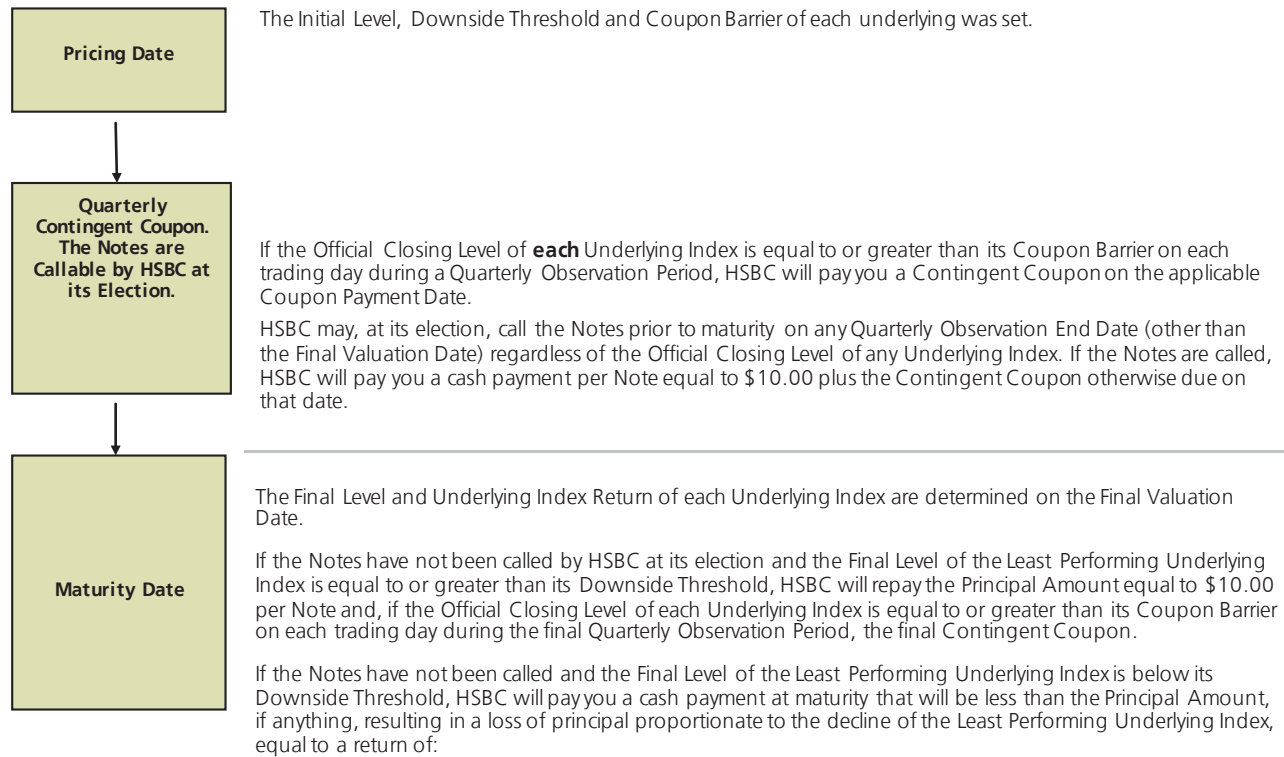 Pricing Date
The Initial Level, Downside Threshold and Coupon Barrier of each underlying was set.
Quarterly
Contingent Coupon.
The Notes are
Callable by HSBC at
its Election.
If the Official Closing Level of each Underlying Index is equal to or greater than its Coupon Barrier on each
trading day during a Quarterly Observation Period, HSBC will pay you a Contingent Coupon on the applicable
Coupon Payment Date.
HSBC may, at its election, call the Notes prior to maturity on any Quarterly Observation End Date (other than
the Final Valuation Date) regardless of the Official Closing Level of any Underlying Index. If the Notes are called,
HSBC will pay you a cash payment per Note equal to $10.00 plus the Contingent Coupon otherwise due on
that date.
Maturity Date
The Final Level and Underlying Index Return of each Underlying Index are determined on the Final Valuation
Date.
If the Notes have not been called by HSBC at its election and the Final Level of the Least Performing Underlying
Index is equal to or greater than its Downside Threshold, HSBC will repay the Principal Amount equal to $10.00
per Note and, if the Official Closing Level of each Underlying Index is equal to or greater than its Coupon Barrier
on each trading day during the final Quarterly Observation Period, the final Contingent Coupon.
If the Notes have not been called and the Final Level of the Least Performing Underlying Index is below its
Downside Threshold, HSBC will pay you a cash payment at maturity that will be less than the Principal Amount,
if anything, resulting in a loss of principal proportionate to the decline of the Least Performing Underlying Index,
equal to a return of: